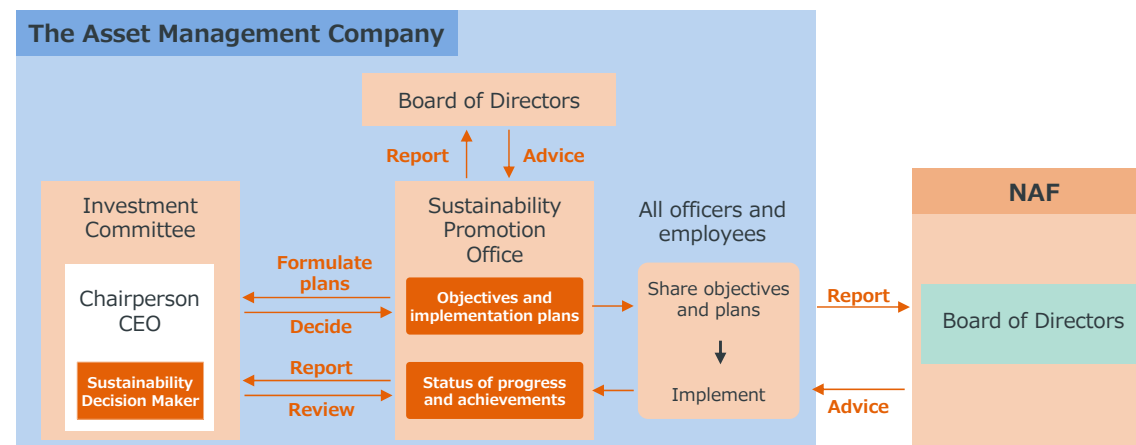 The Asset Management Company
Board of Directors
Report
Advice
Investment
Committee
Chairperson
CEO
Sustainability
Decision Maker
Formulate
plans
Decide
Report
Review
Sustainability
Promotion
Office
Objectives and
implementation plans
Status of progress
and achievements
All officers and
employees
Share objectives
and plans
Implement
Report
Advice
NAF
Board of Directors